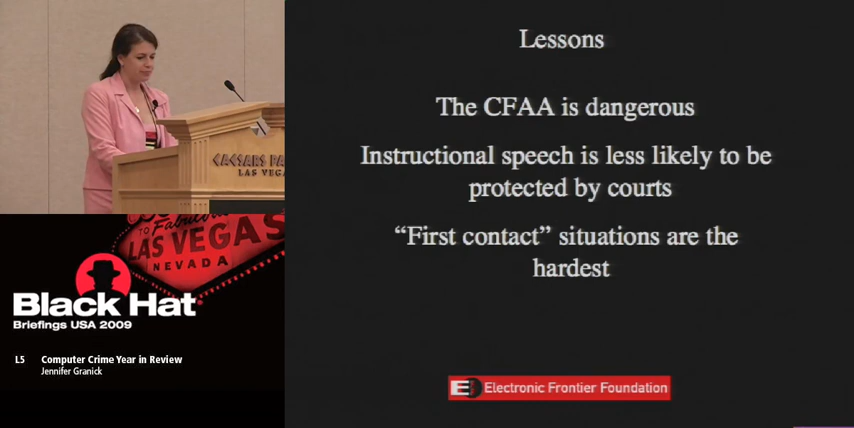 Lessons
The CFAA is dangerous
Instructional speech is less likely to be
protected by courts
“First contact” situations are the
hardest
Electronic Frontier Foundation
CAESARS PA
LAS VEGA
TO Fabulous
LAS VEGAS
NEVADA
Black Hat
Briefings USA 2009
L5 Computer Crime Year in Review
Jennifer Granick